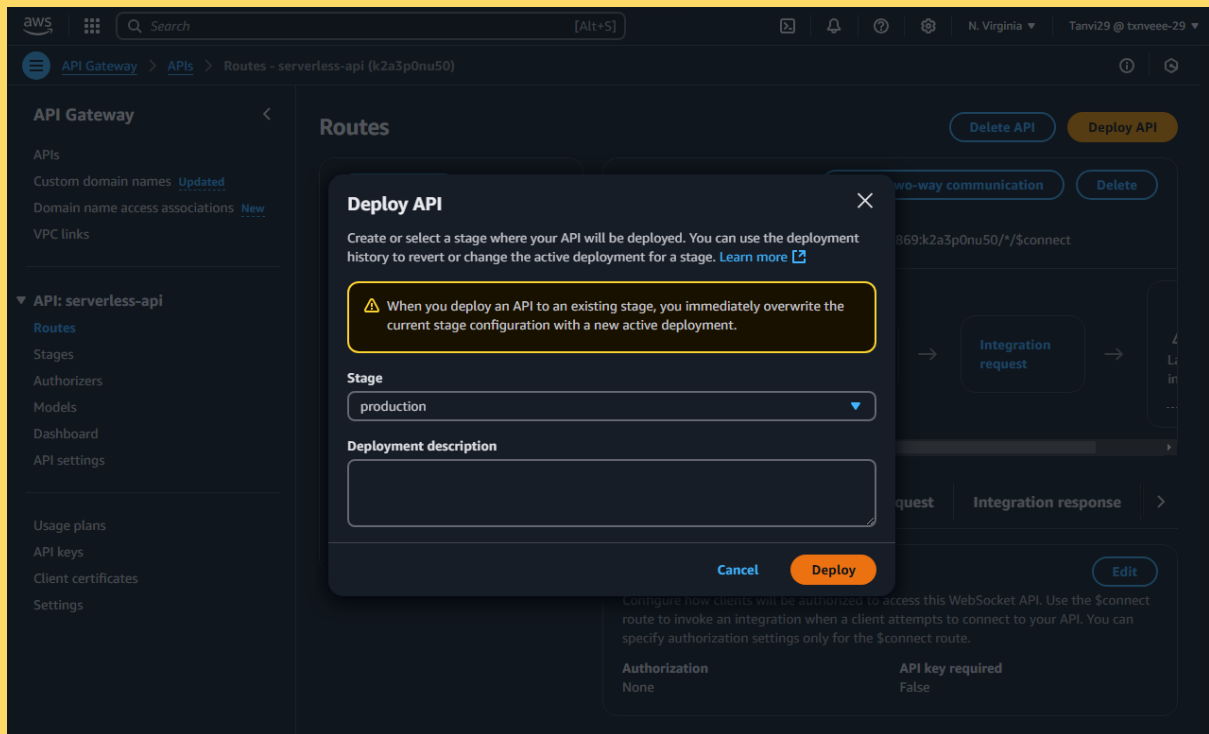 aws
Search [Alt+S]
N. Virginia ▼ Tanvi29 @ txnveee-29 ▼
API Gateway > APIs > Routes - serverless-api (k2a3p0nu50)
API Gateway
APIs
Custom domain names Updated
Domain name access associations New
VPC links
API: serverless-api
Routes
Stages
Authorizers
Models
Dashboard
API settings
Usage plans
API keys
Client certificates
Settings
Routes
Delete API
Deploy API
wo-way communication
Delete
869:k2a3p0nu50/*/$connect
Integration
request
Deploy API
Create or select a stage where your API will be deployed. You can use the deployment
history to revert or change the active deployment for a stage. Learn more
When you deploy an API to an existing stage, you immediately overwrite the
current stage configuration with a new active deployment.
Stage
production
Deployment description
Cancel
Deploy
quest
Integration response
Edit
Configure how clients will be authorized to access this WebSocket API. Use the $connect
route to invoke an integration when a client attempts to connect to your API. You can
specify authorization settings only for the $connect route.
Authorization
None
API key required
False